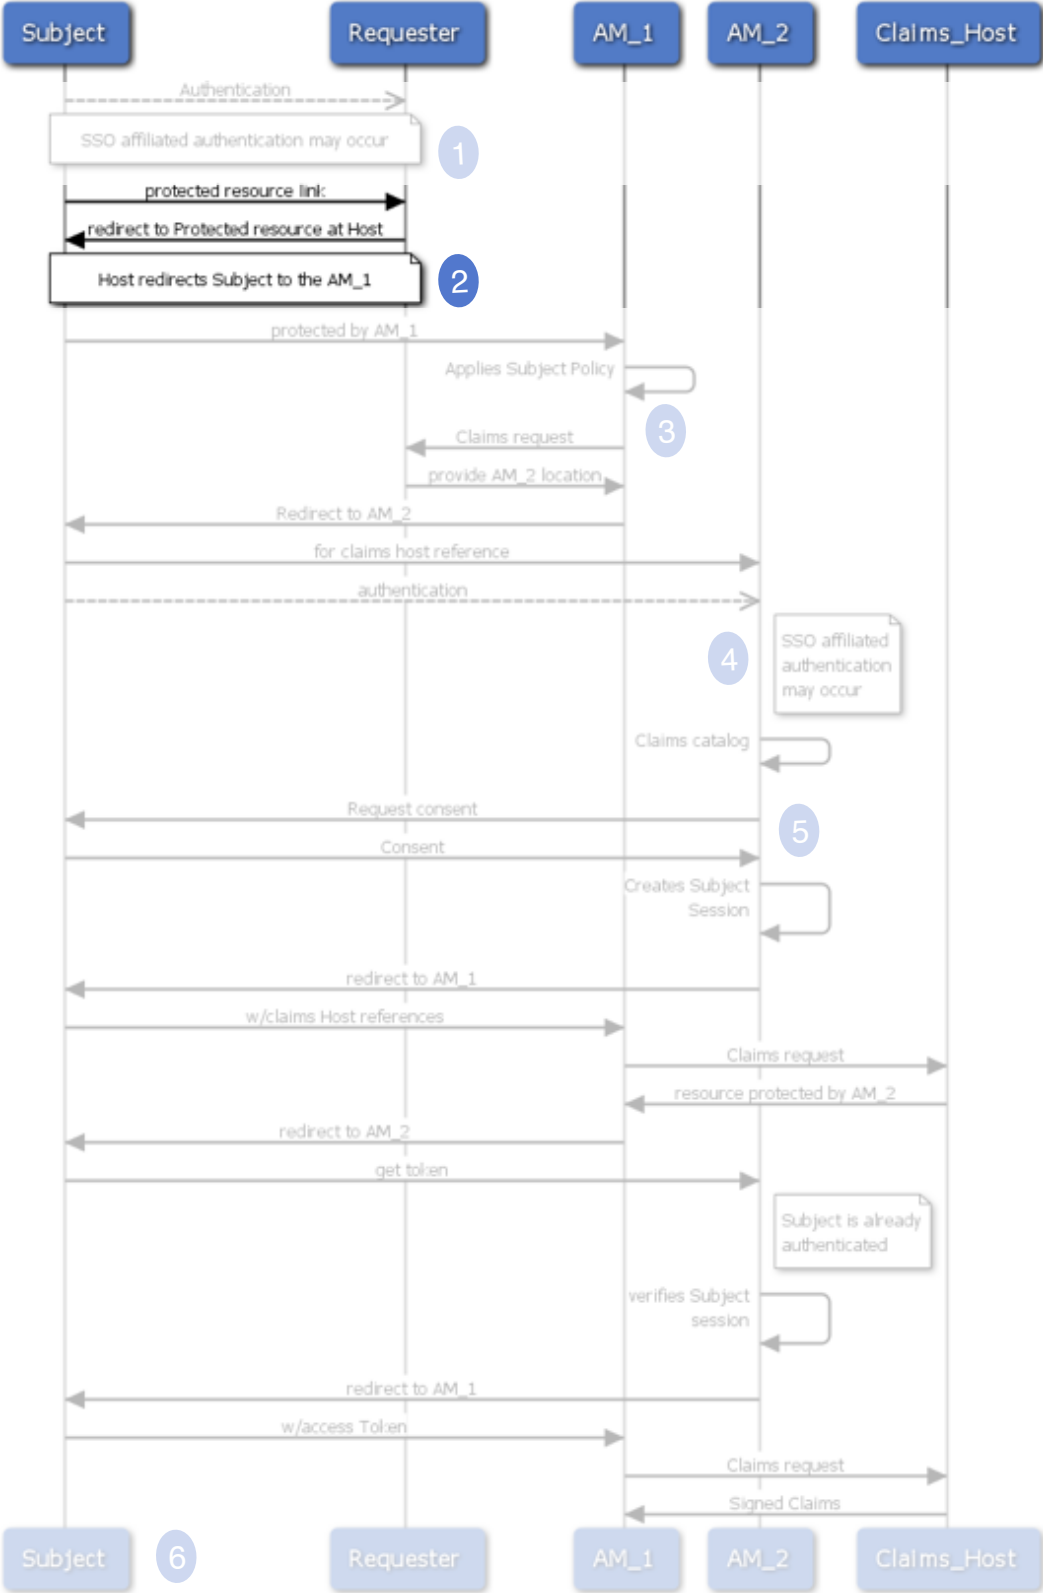 Subject Requester AM_1 AM_2 Claims_Host
Authentication
SSO affiliated authentication may occur
1
protected resource link
redirect to Protected resource at Host
Host redirects Subject to the AM_1
2
protected by AM_1
Applies Subject Policy
3
Claims request
provide AM_2 location
Redirect to AM_2
for claims host reference
authentication
SSO affiliated
authentication
may occur
4
Claims catalog
Request consent
5
Consent
Creates Subject
Session
redirect to AM_1
w/claims Host references
Claims request
resource protected by AM_2
redirect to AM_2
get token
Subject is already
authenticated
verifies Subject
session
redirect to AM_1
w/access Token
Claims request
Signed Claims
Subject 6 Requester AM_1 AM_2 Claims_Host